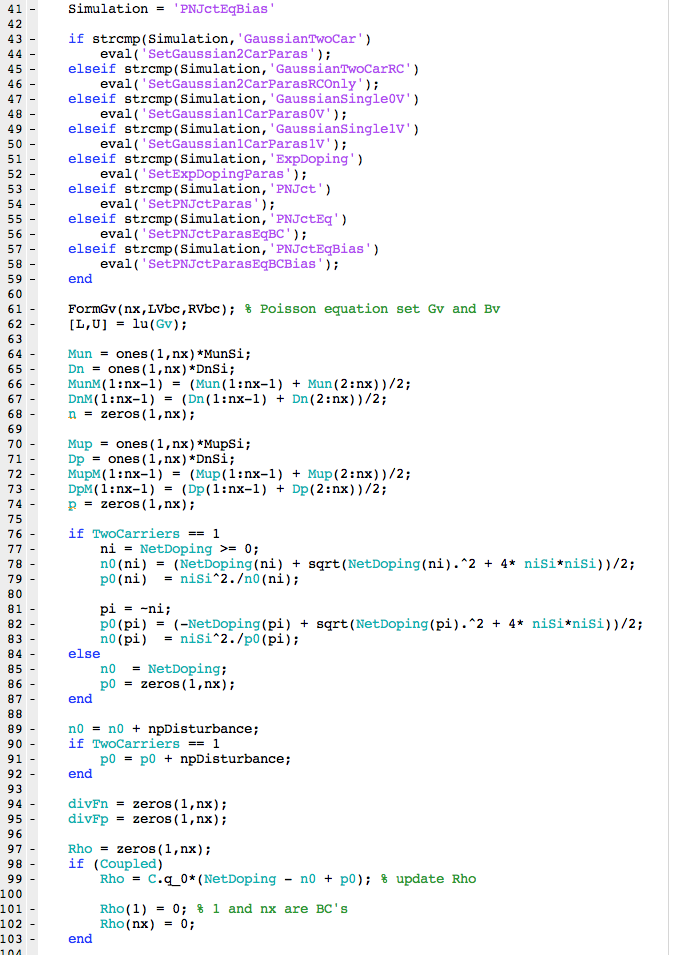 41 - Simulation = 'PNJctEqBias'
42
43 - if strcmp(Simulation,'GaussianTwoCar')
44 - eval('SetGaussian2CarParas');
45 - elseif strcmp(Simulation,'GaussianTwoCarRC')
46 - eval('SetGaussian2CarParasRCOnly');
47 - elseif strcmp(Simulation,'GaussianSingle0V')
48 - eval('SetGaussian1CarParas0V');
49 - elseif strcmp(Simulation,'GaussianSingle1V')
50 - eval('SetGaussian1CarParas1V');
51 - elseif strcmp(Simulation,'ExpDoping')
52 - eval('SetExpDopingParas');
53 - elseif strcmp(Simulation,'PNJct')
54 - eval('SetPNJctParas');
55 - elseif strcmp(Simulation,'PNJctEq')
56 - eval('SetPNJctParasEqBC');
57 - elseif strcmp(Simulation,'PNJctEqBias')
58 - eval('SetPNJctParasEqBCBias');
59 - end
60
61 - FormGv(nx,LVbc,RVbc); % Poisson equation set Gv and Bv
62 - [L,U] = lu(Gv);
63
64 - Mun = ones(1,nx)*MunSi;
65 - Dn = ones(1,nx)*DnSi;
66 - MunM(1:nx-1) = (Mun(1:nx-1) + Mun(2:nx))/2;
67 - DnM(1:nx-1) = (Dn(1:nx-1) + Dn(2:nx))/2;
68 - n = zeros(1,nx);
69
70 - Mup = ones(1,nx)*MupSi;
71 - Dp = ones(1,nx)*DnSi;
72 - MupM(1:nx-1) = (Mup(1:nx-1) + Mup(2:nx))/2;
73 - DpM(1:nx-1) = (Dp(1:nx-1) + Dp(2:nx))/2;
74 - p = zeros(1,nx);
75
76 - if TwoCarriers == 1
77 - ni = NetDoping >= 0;
78 - n0(ni) = (NetDoping(ni) + sqrt(NetDoping(ni).^2 + 4* niSi*niSi))/2;
79 - p0(ni) = niSi^2./n0(ni);
80
81 - pi = ~ni;
82 - p0(pi) = (-NetDoping(pi) + sqrt(NetDoping(pi).^2 + 4* niSi*niSi))/2;
83 - n0(pi) = niSi^2./p0(pi);
84 - else
85 - n0 = NetDoping;
86 - p0 = zeros(1,nx);
87 - end
88
89 - n0 = n0 + npDisturbance;
90 - if TwoCarriers == 1
91 - p0 = p0 + npDisturbance;
92 - end
93
94 - divFn = zeros(1,nx);
95 - divFp = zeros(1,nx);
96
97 - Rho = zeros(1,nx);
98 - if (Coupled)
99 - Rho = C.q_0*(NetDoping - n0 + p0); % update Rho
100
101 - Rho(1) = 0; % 1 and nx are BC's
102 - Rho(nx) = 0;
103 - end
104